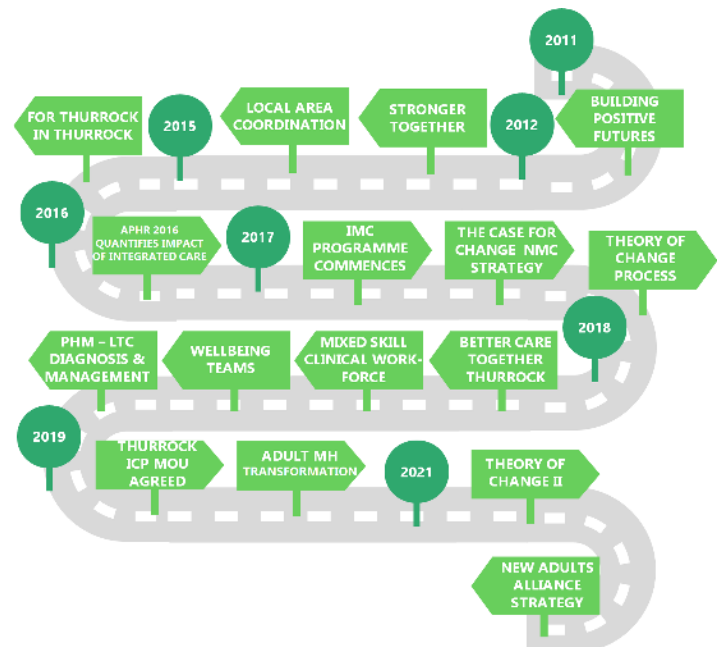 2011
BUILDING
POSITIVE
FUTURES
2012
STRONGER
TOGETHER
LOCAL AREA
COORDINATION
2015
FOR THURROCK
IN THURROCK
2016
APHR 2016
QUANTIFIES IMPACT
OF INTEGRATED CARE
2017
IMC
PROGRAMME
COMMENCES
THE CASE FOR
CHANGE NMC
STRATEGY
THEORY OF
CHANGE
PROCESS
2018
BETTER CARE
TOGETHER
THURROCK
MIXED SKILL
CLINICAL WORK-
FORCE
WELLBEING
TEAMS
PHM – LTC
DIAGNOSIS &
MANAGEMENT
2019
THURROCK
ICP MOU
AGREED
ADULT MH
TRANSFORMATION
2021
THEORY OF
CHANGE II
NEW ADULTS
ALLIANCE
STRATEGY